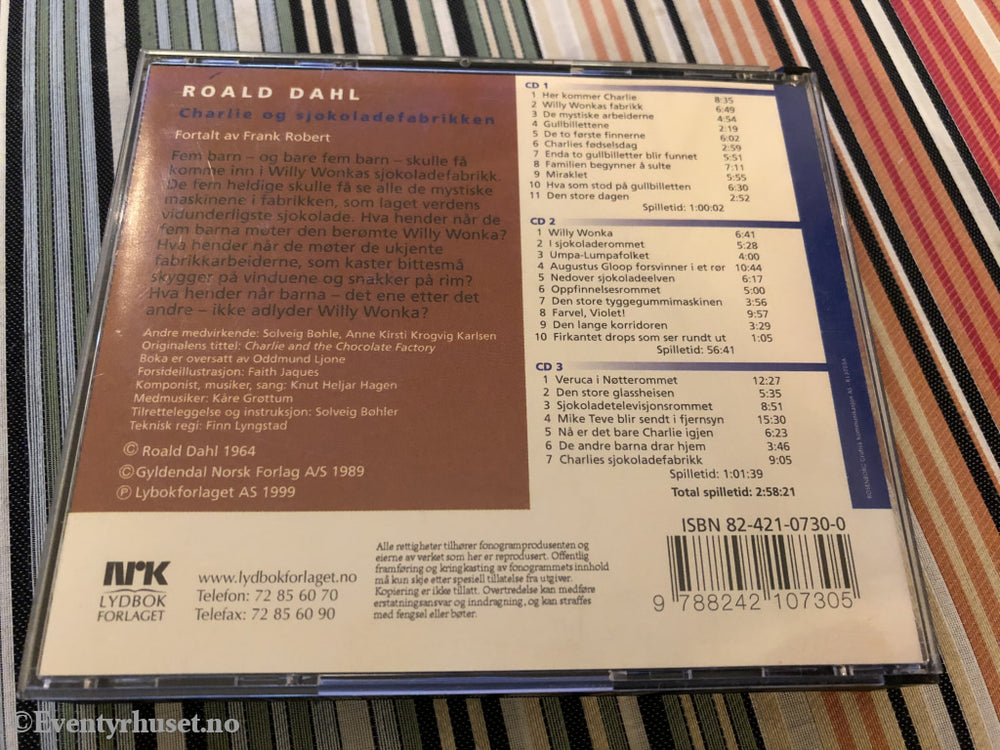 ROALD DAHL
Charlie og sjokoladefabrikken
Fortalt av Frank Robert
Fem barn – og bare fem barn – skulle få
komme inn i Willy Wonkas sjokoladefabrikk.
De fem heldige skulle få se alle de mystiske
maskinene i fabrikken, som laget verdens
vidunderligste sjokolade. Hva hender når de
fem barna møter den berømte Willy Wonka?
Hva hender når de møter de ukjente
fabrikkarbeiderne, som kaster bittesmå
skygger på vinduene og snakker på rim?
Hva hender når barna – det ene etter det
andre – ikke adlyder Willy Wonka?
Andre medvirkende: Solveig Bøhle, Anne Kirsti Krogvig Karlsen
Originalens tittel: Charlie and the Chocolate Factory
Boka er oversatt av Oddmund Ljone
Forsideillustrasjon: Faith Jaques
Komponist, musiker, sang: Knut Heljar Hagen
Medmusiker: Kåre Grøttum
Tilretteleggelse og instruksjon: Solveig Bøhler
Teknisk regi: Finn Lyngstad
© Roald Dahl 1964
© Gyldendal Norsk Forlag A/S 1989
℗ Lybokforlaget AS 1999
CD 1
1 Her kommer Charlie 8:35
2 Willy Wonkas fabrikk 6:49
3 De mystiske arbeiderne 4:54
4 Gullbillettene 2:19
5 De to første finnerne 6:02
6 Charlies fødselsdag 2:59
7 Enda to gullbilletter blir funnet 5:51
8 Familien begynner å sulte 7:11
9 Miraklet 5:55
10 Hva som stod på gullbilletten 6:30
11 Den store dagen 2:52
Spilletid: 1:00:02
CD 2
1 Willy Wonka 6:41
2 I sjokoladerommet 5:28
3 Umpa-Lumpafolket 4:00
4 Augustus Gloop forsvinner i et rør 10:44
5 Nedover sjokoladeelven 6:17
6 Oppfinnelsesrommet 5:00
7 Den store tyggegummimaskinen 3:56
8 Farvel, Violet! 9:57
9 Den lange korridoren 3:29
10 Firkantet drops som ser rundt ut 1:05
Spilletid: 56:41
CD 3
1 Veruca i Nøtterommet 12:27
2 Den store glassheisen 5:35
3 Sjokoladetelevisjonsrommet 8:51
4 Mike Teve blir sendt i fjernsyn 15:30
5 Nå er det bare Charlie igjen 6:23
6 De andre barna drar hjem 3:46
7 Charlies sjokoladefabrikk 9:05
Spilletid: 1:01:39
Total spilletid: 2:58:21
ISBN 82-421-0730-0
9 788242 107305
NRK
LYDBOK
FORLAGET
www.lydbokforlaget.no
Telefon: 72 85 60 70
Telefax: 72 85 60 90
Alle rettigheter tilhører fonogramprodusenten og
eierne av verket som her er reprodusert. Offentlig
framføring og kringkasting av fonogrammets innhold
må kun skje etter spesiell tillatelse fra utgiver.
Kopiering er ikke tillatt. Overtredelse kan medføre
erstatningsansvar og inndragning, og kan straffes
med fengsel eller bøter.
©Eventyrhuset.no